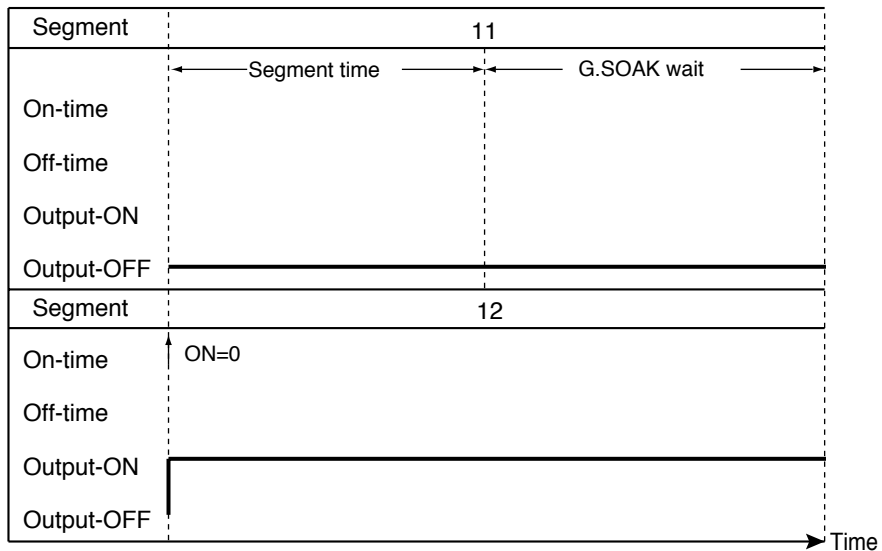 Segment 11
Segment time G.SOAK wait
On-time
Off-time
Output-ON
Output-OFF
Segment 12
On-time ON=0
Off-time
Output-ON
Output-OFF
Time